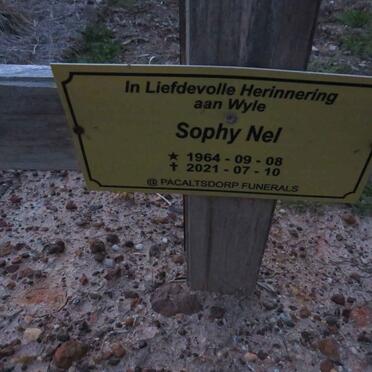 In Liefdevolle Herinnering
aan Wyle
Sophy Nel
★ 1964 - 09 - 08
✝ 2021 - 07 - 10
@ PACALTSDORP FUNERALS